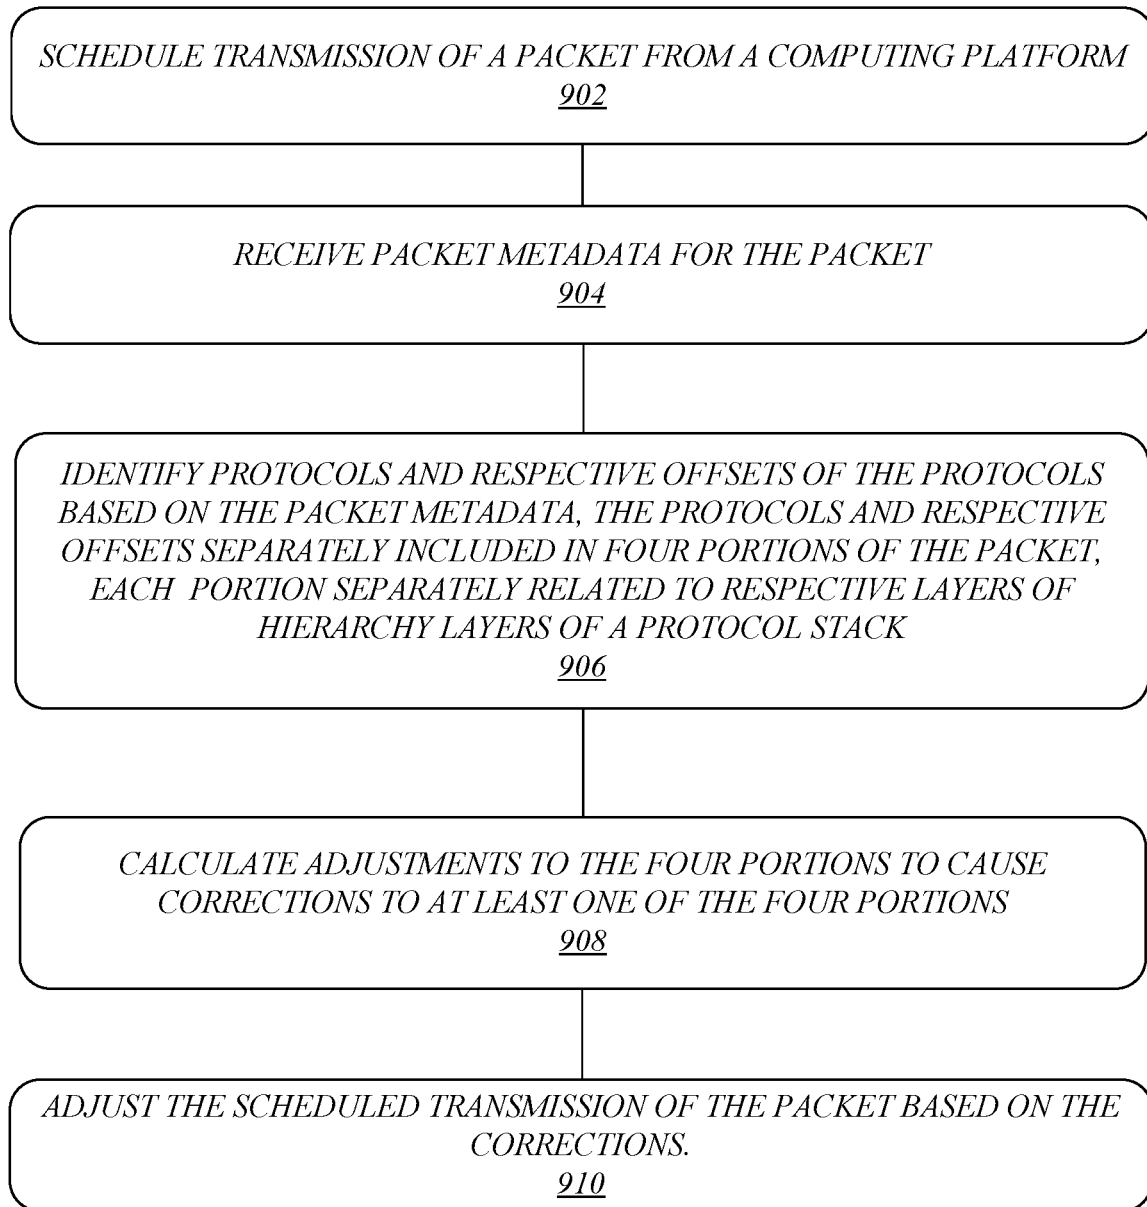 SCHEDULE TRANSMISSION OF A PACKET FROM A COMPUTING PLATFORM
902
RECEIVE PACKET METADATA FOR THE PACKET
904
IDENTIFY PROTOCOLS AND RESPECTIVE OFFSETS OF THE PROTOCOLS
BASED ON THE PACKET METADATA, THE PROTOCOLS AND RESPECTIVE
OFFSETS SEPARATELY INCLUDED IN FOUR PORTIONS OF THE PACKET,
EACH PORTION SEPARATELY RELATED TO RESPECTIVE LAYERS OF
HIERARCHY LAYERS OF A PROTOCOL STACK
906
CALCULATE ADJUSTMENTS TO THE FOUR PORTIONS TO CAUSE
CORRECTIONS TO AT LEAST ONE OF THE FOUR PORTIONS
908
ADJUST THE SCHEDULED TRANSMISSION OF THE PACKET BASED ON THE
CORRECTIONS.
910